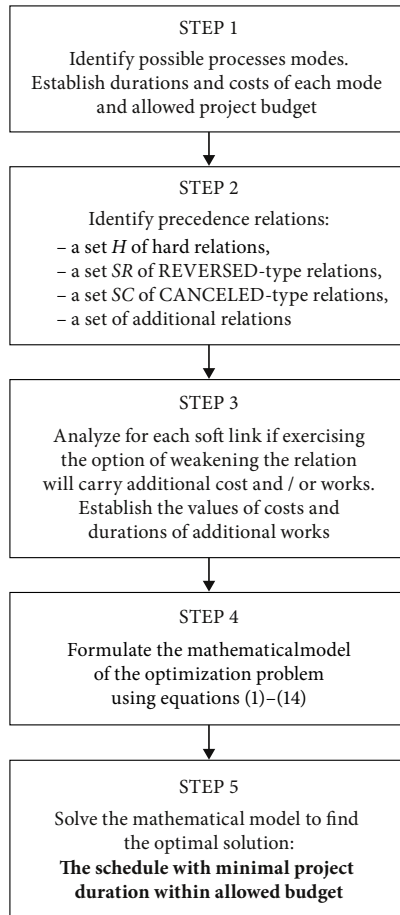 STEP 1
Identify possible processes modes.
Establish durations and costs of each mode
and allowed project budget
STEP 2
Identify precedence relations:
– a set H of hard relations,
– a set SR of REVERSED-type relations,
– a set SC of CANCELED-type relations,
– a set of additional relations
STEP 3
Analyze for each soft link if exercising
the option of weakening the relation
will carry additional cost and / or works.
Establish the values of costs and
durations of additional works
STEP 4
Formulate the mathematicalmodel
of the optimization problem
using equations (1)–(14)
STEP 5
Solve the mathematical model to find
the optimal solution:
The schedule with minimal project
duration within allowed budget